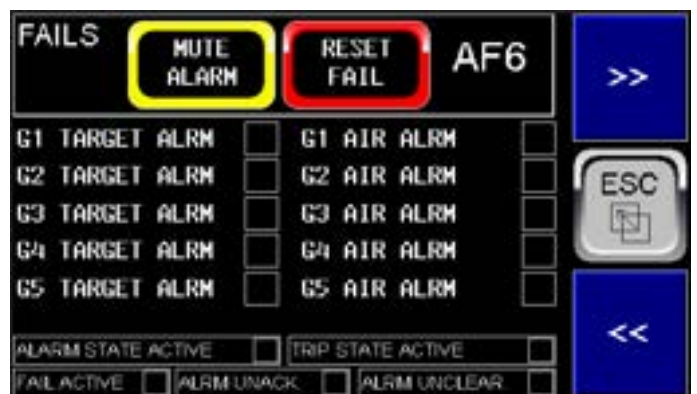 FAILS
MUTE
ALARM
RESET
FAIL
AF6
>>
G1 TARGET ALRM
G1 AIR ALRM
G2 TARGET ALRM
G2 AIR ALRM
G3 TARGET ALRM
G3 AIR ALRM
G4 TARGET ALRM
G4 AIR ALRM
G5 TARGET ALRM
G5 AIR ALRM
ESC
<<
ALARM STATE ACTIVE
TRIP STATE ACTIVE
FAIL ACTIVE
ALRM UNACK.
ALRM UNCLEAR.